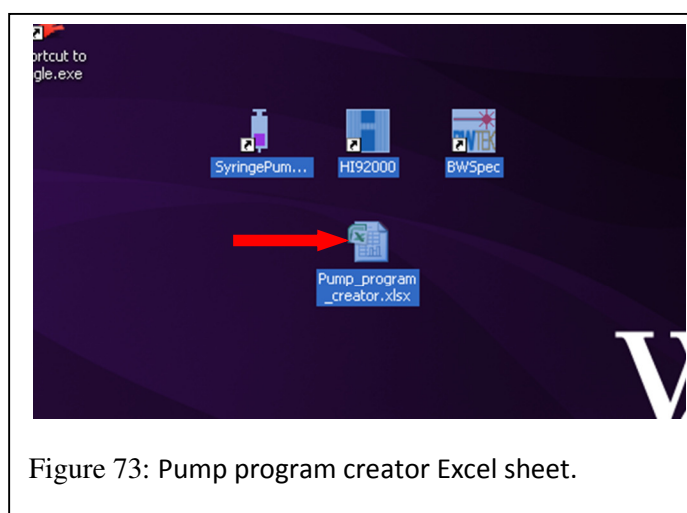 ortcut to
gle.exe
SyringePum... HI92000 BWSpec
Pump_program
_creator.xlsx
Figure 73: Pump program creator Excel sheet.